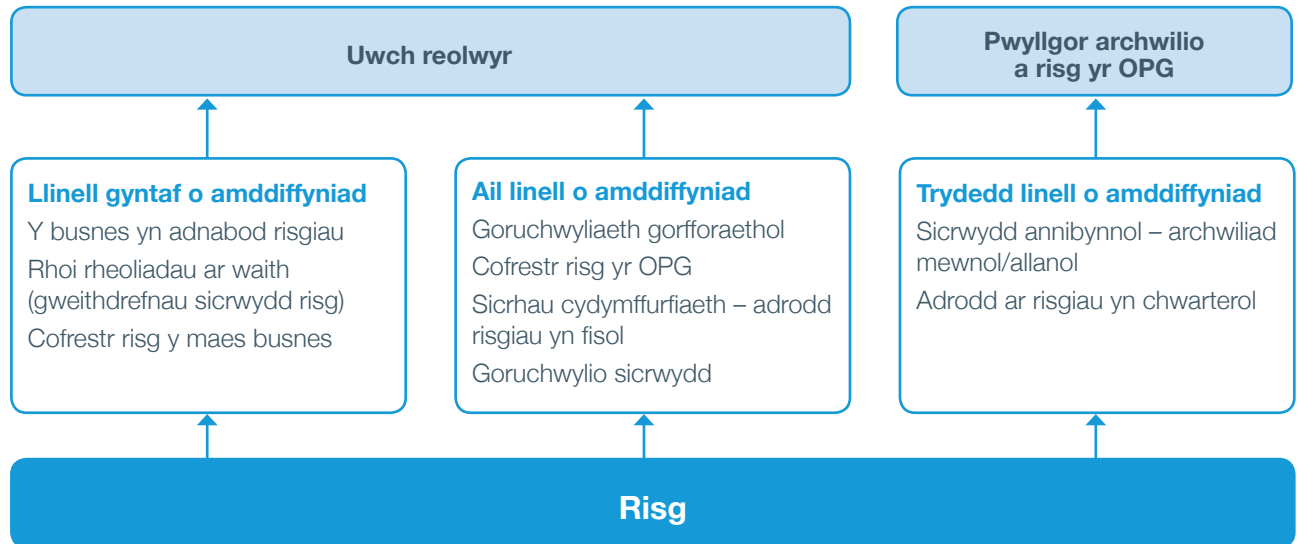 Uwch reolwyr
Pwyllgor archwilio
a risg yr OPG
Llinell gyntaf o amddiffyniad
Y busnes yn adnabod risgiau
Rhoi rheoliadau ar waith
(gweithdrefnau sicrwydd risg)
Cofrestr risg y maes busnes
Ail linell o amddiffyniad
Goruchwyliaeth gorfforaethol
Cofrestr risg yr OPG
Sicrhau cydymffurfiaeth – adrodd
risgiau yn fisol
Goruchwylio sicrwydd
Trydedd linell o amddiffyniad
Sicrwydd annibynnol – archwiliad
mewnol/allanol
Adrodd ar risgiau yn chwarterol
Risg